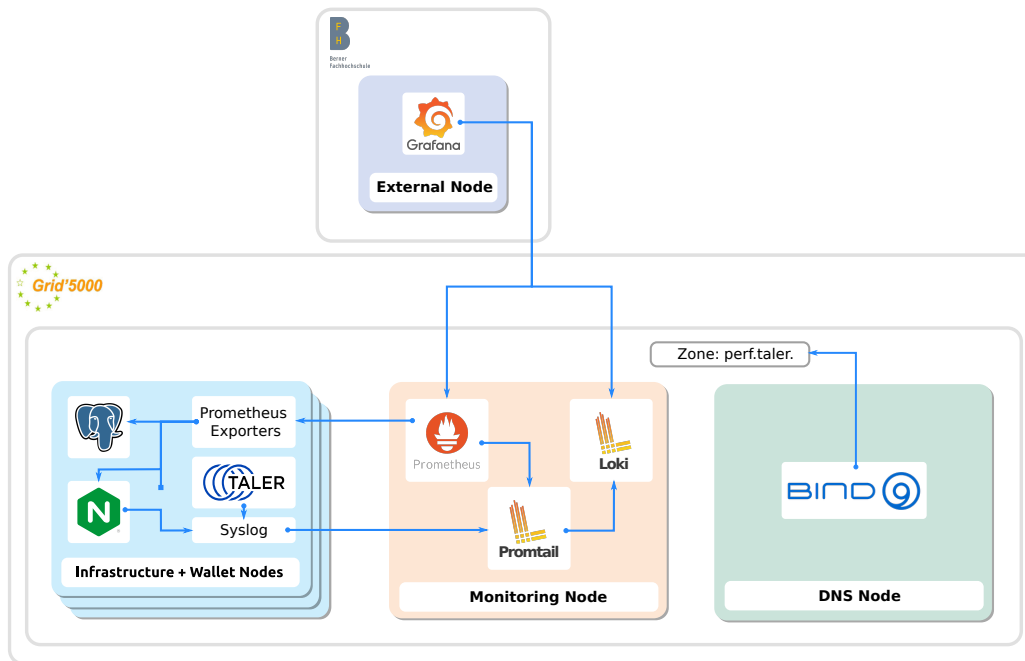 F
B
H
Berner
Fachhochschule
Grafana
External Node
Grid'5000
Zone: perf.taler.
Prometheus
Exporters
TALER
Syslog
Infrastructure + Wallet Nodes
Prometheus
Loki
Promtail
Monitoring Node
BIND 9
DNS Node
N